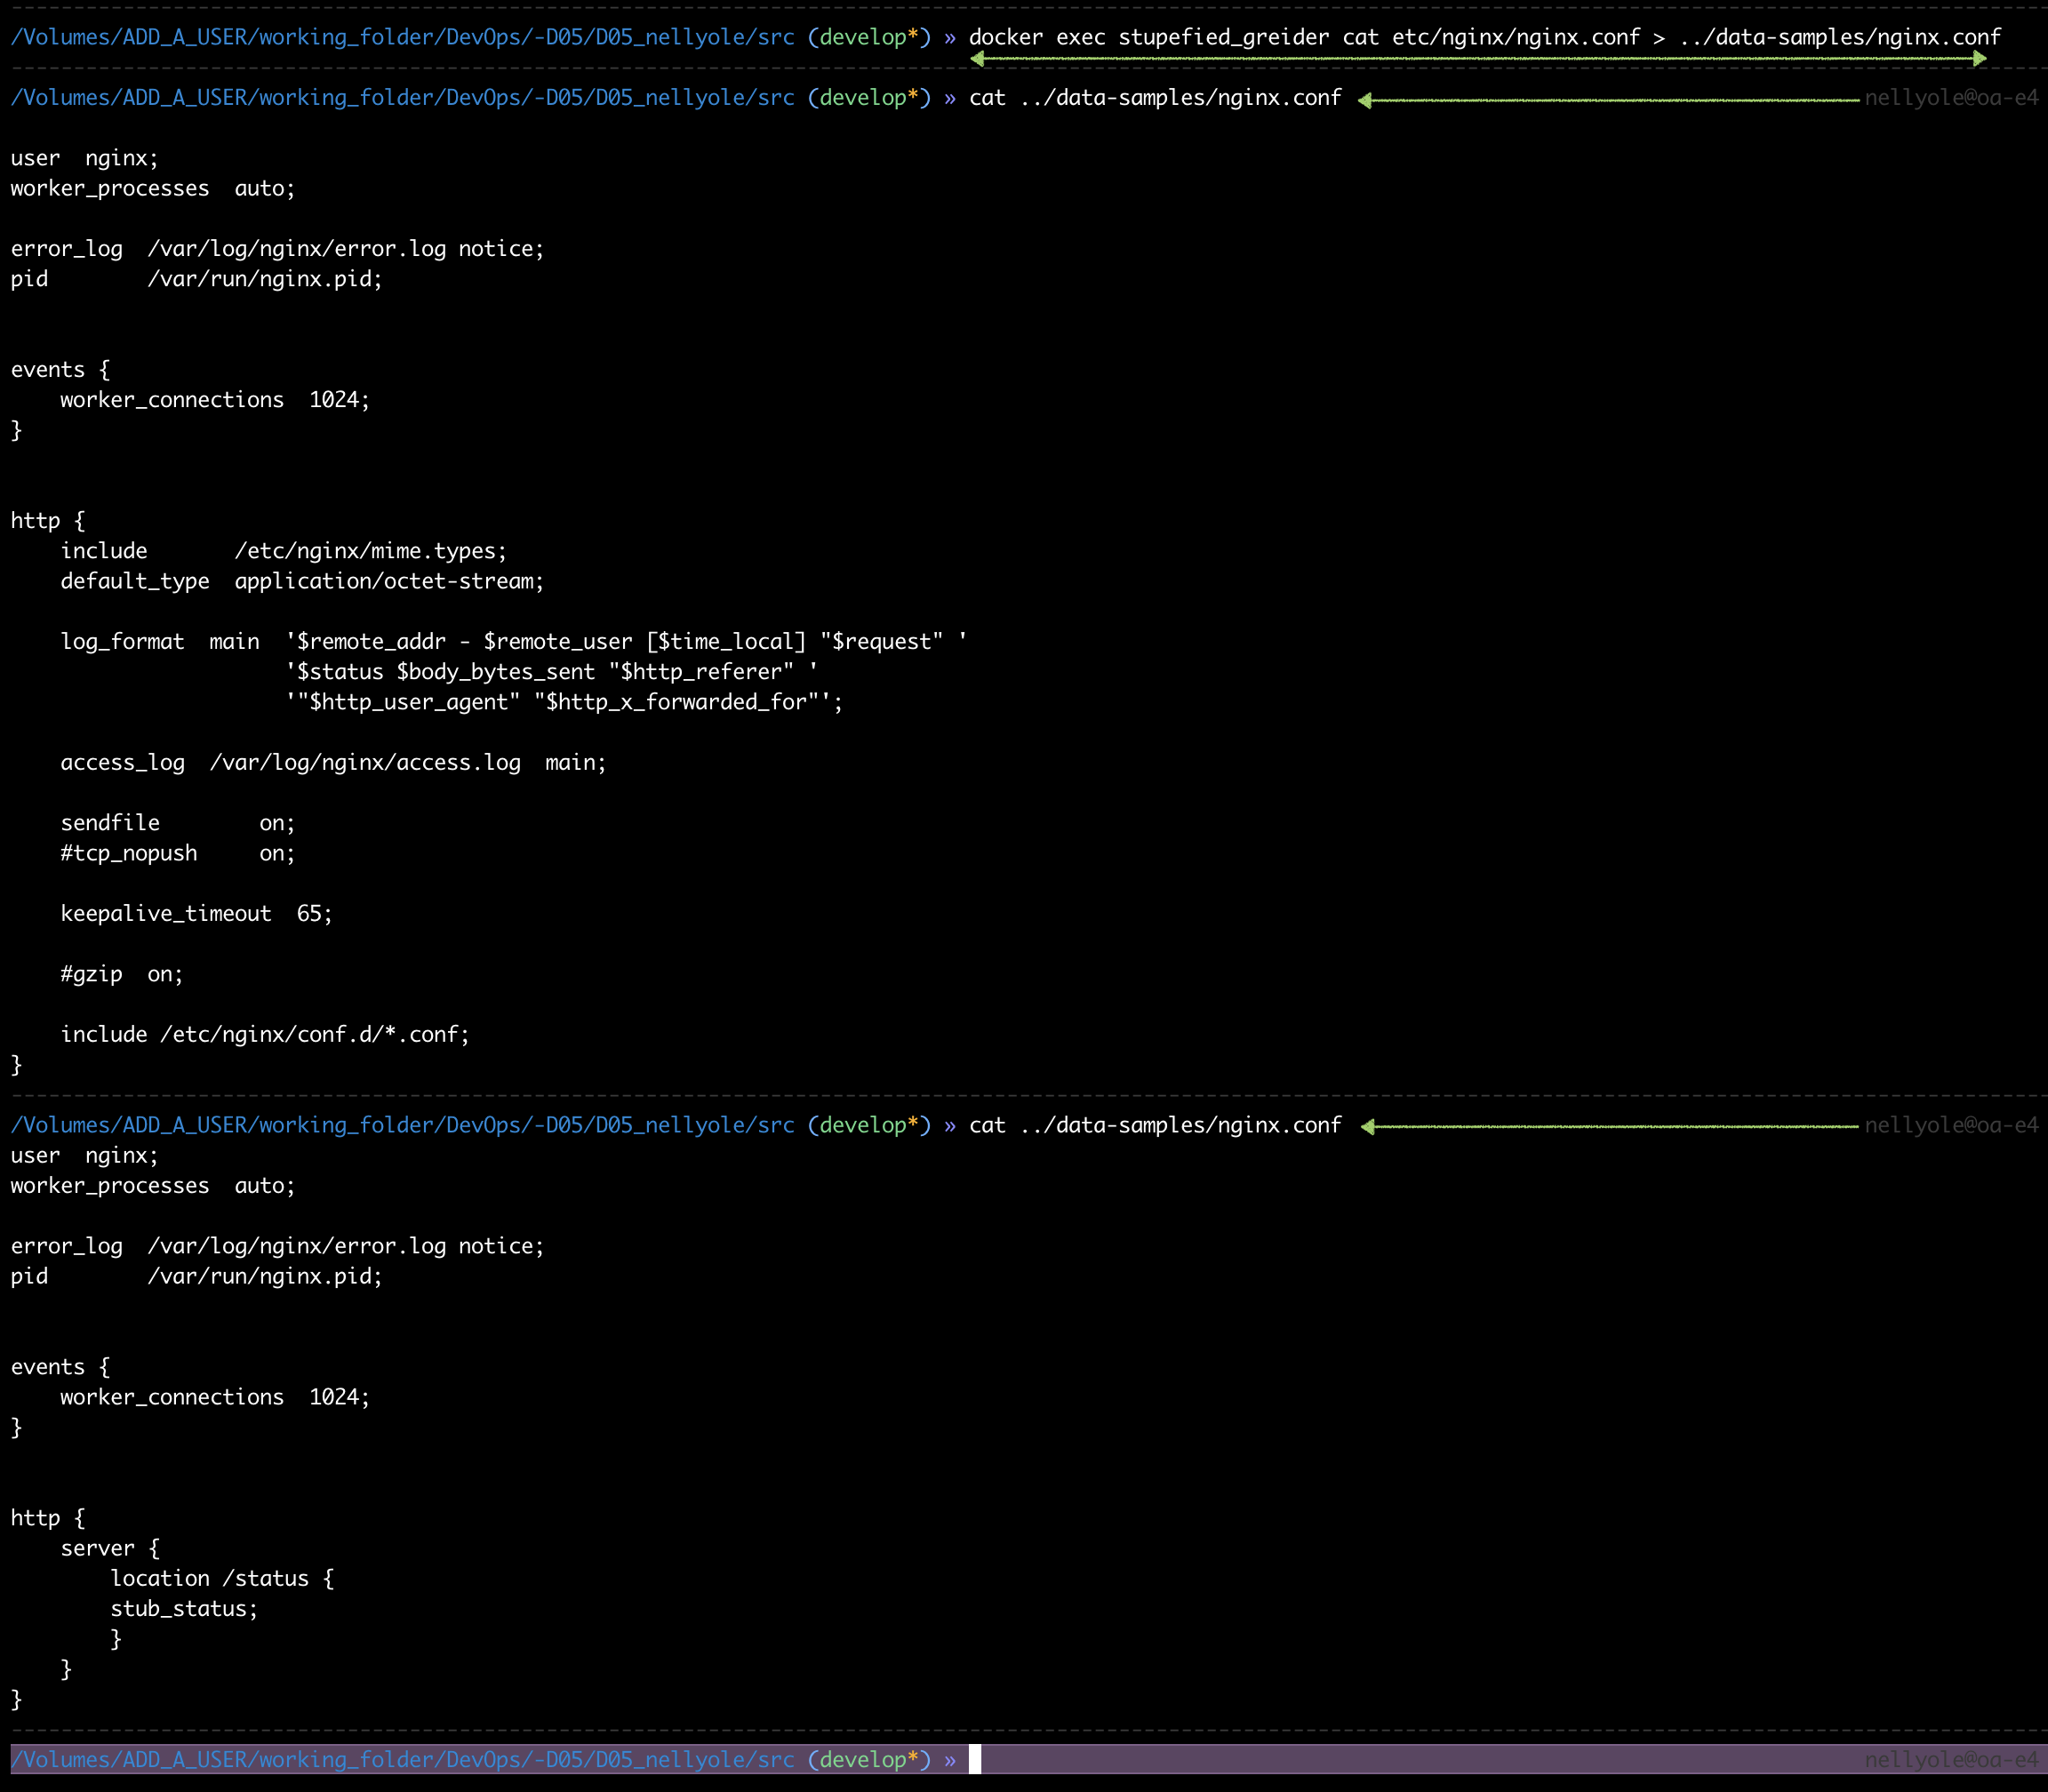 /Volumes/ADD_A_USER/working_folder/DevOps/-D05/D05_nellyole/src (develop*) » docker exec stupefied_greider cat etc/nginx/nginx.conf > ../data-samples/nginx.conf
/Volumes/ADD_A_USER/working_folder/DevOps/-D05/D05_nellyole/src (develop*) » cat ../data-samples/nginx.conf nellyole@oa-e4
user  nginx;
worker_processes  auto;
error_log  /var/log/nginx/error.log notice;
pid        /var/run/nginx.pid;
events {
    worker_connections  1024;
}
http {
    include       /etc/nginx/mime.types;
    default_type  application/octet-stream;
    log_format  main  '$remote_addr - $remote_user [$time_local] "$request" '
                      '$status $body_bytes_sent "$http_referer" '
                      '"$http_user_agent" "$http_x_forwarded_for"';
    access_log  /var/log/nginx/access.log  main;
    sendfile        on;
    #tcp_nopush     on;
    keepalive_timeout  65;
    #gzip  on;
    include /etc/nginx/conf.d/*.conf;
}
/Volumes/ADD_A_USER/working_folder/DevOps/-D05/D05_nellyole/src (develop*) » cat ../data-samples/nginx.conf nellyole@oa-e4
user  nginx;
worker_processes  auto;
error_log  /var/log/nginx/error.log notice;
pid        /var/run/nginx.pid;
events {
    worker_connections  1024;
}
http {
    server {
        location /status {
        stub_status;
        }
    }
}
/Volumes/ADD_A_USER/working_folder/DevOps/-D05/D05_nellyole/src (develop*) » nellyole@oa-e4